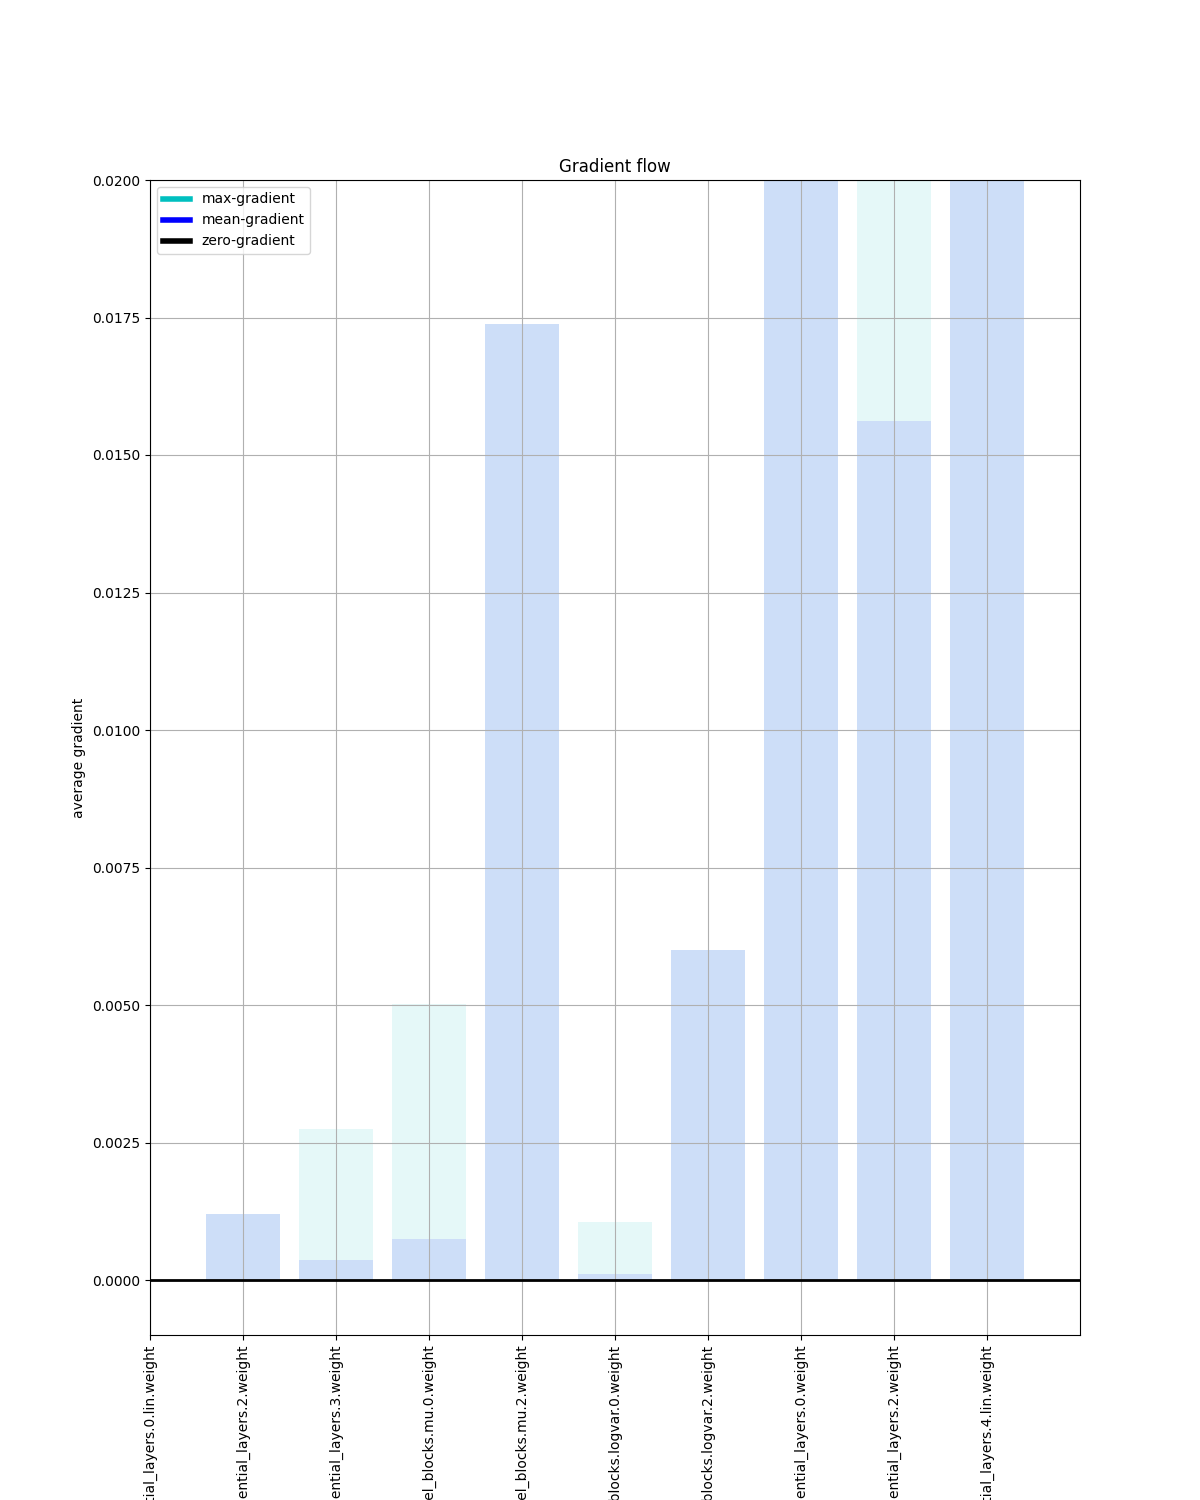 Gradient flow
max-gradient
mean-gradient
zero-gradient
0.0200
0.0175
0.0150
0.0125
0.0100
0.0075
0.0050
0.0025
0.0000
average gradient
tial_layers.0.lin.weight
ential_layers.2.weight
ential_layers.3.weight
el_blocks.mu.0.weight
el_blocks.mu.2.weight
blocks.logvar.0.weight
blocks.logvar.2.weight
ential_layers.0.weight
ential_layers.2.weight
tial_layers.4.lin.weight